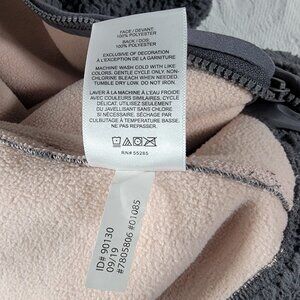 FACE / DEVANT:
100% POLYESTER
BACK / DOS:
100% POLYESTER
EXCLUSIVE OF DECORATION
À L'EXCEPTION DE LA GARNITURE
MACHINE WASH COLD WITH LIKE
COLORS. GENTLE CYCLE ONLY. NON-
CHLORINE BLEACH WHEN NEEDED.
TUMBLE DRY LOW. DO NOT IRON.
LAVER À LA MACHINE À L'EAU FROIDE
AVEC COULEURS SIMILAIRES. CYCLE
DÉLICAT. UTILISEZ SEULEMENT
DU JAVELLISANT SANS CHLORE
SI NÉCESSAIRE. SÉCHAGE PAR
CULBUTAGE À TEMPÉRATURE BASSE.
NE PAS REPASSER.
RN# 55285
ID# 90130
09/19
#7805806 #01085